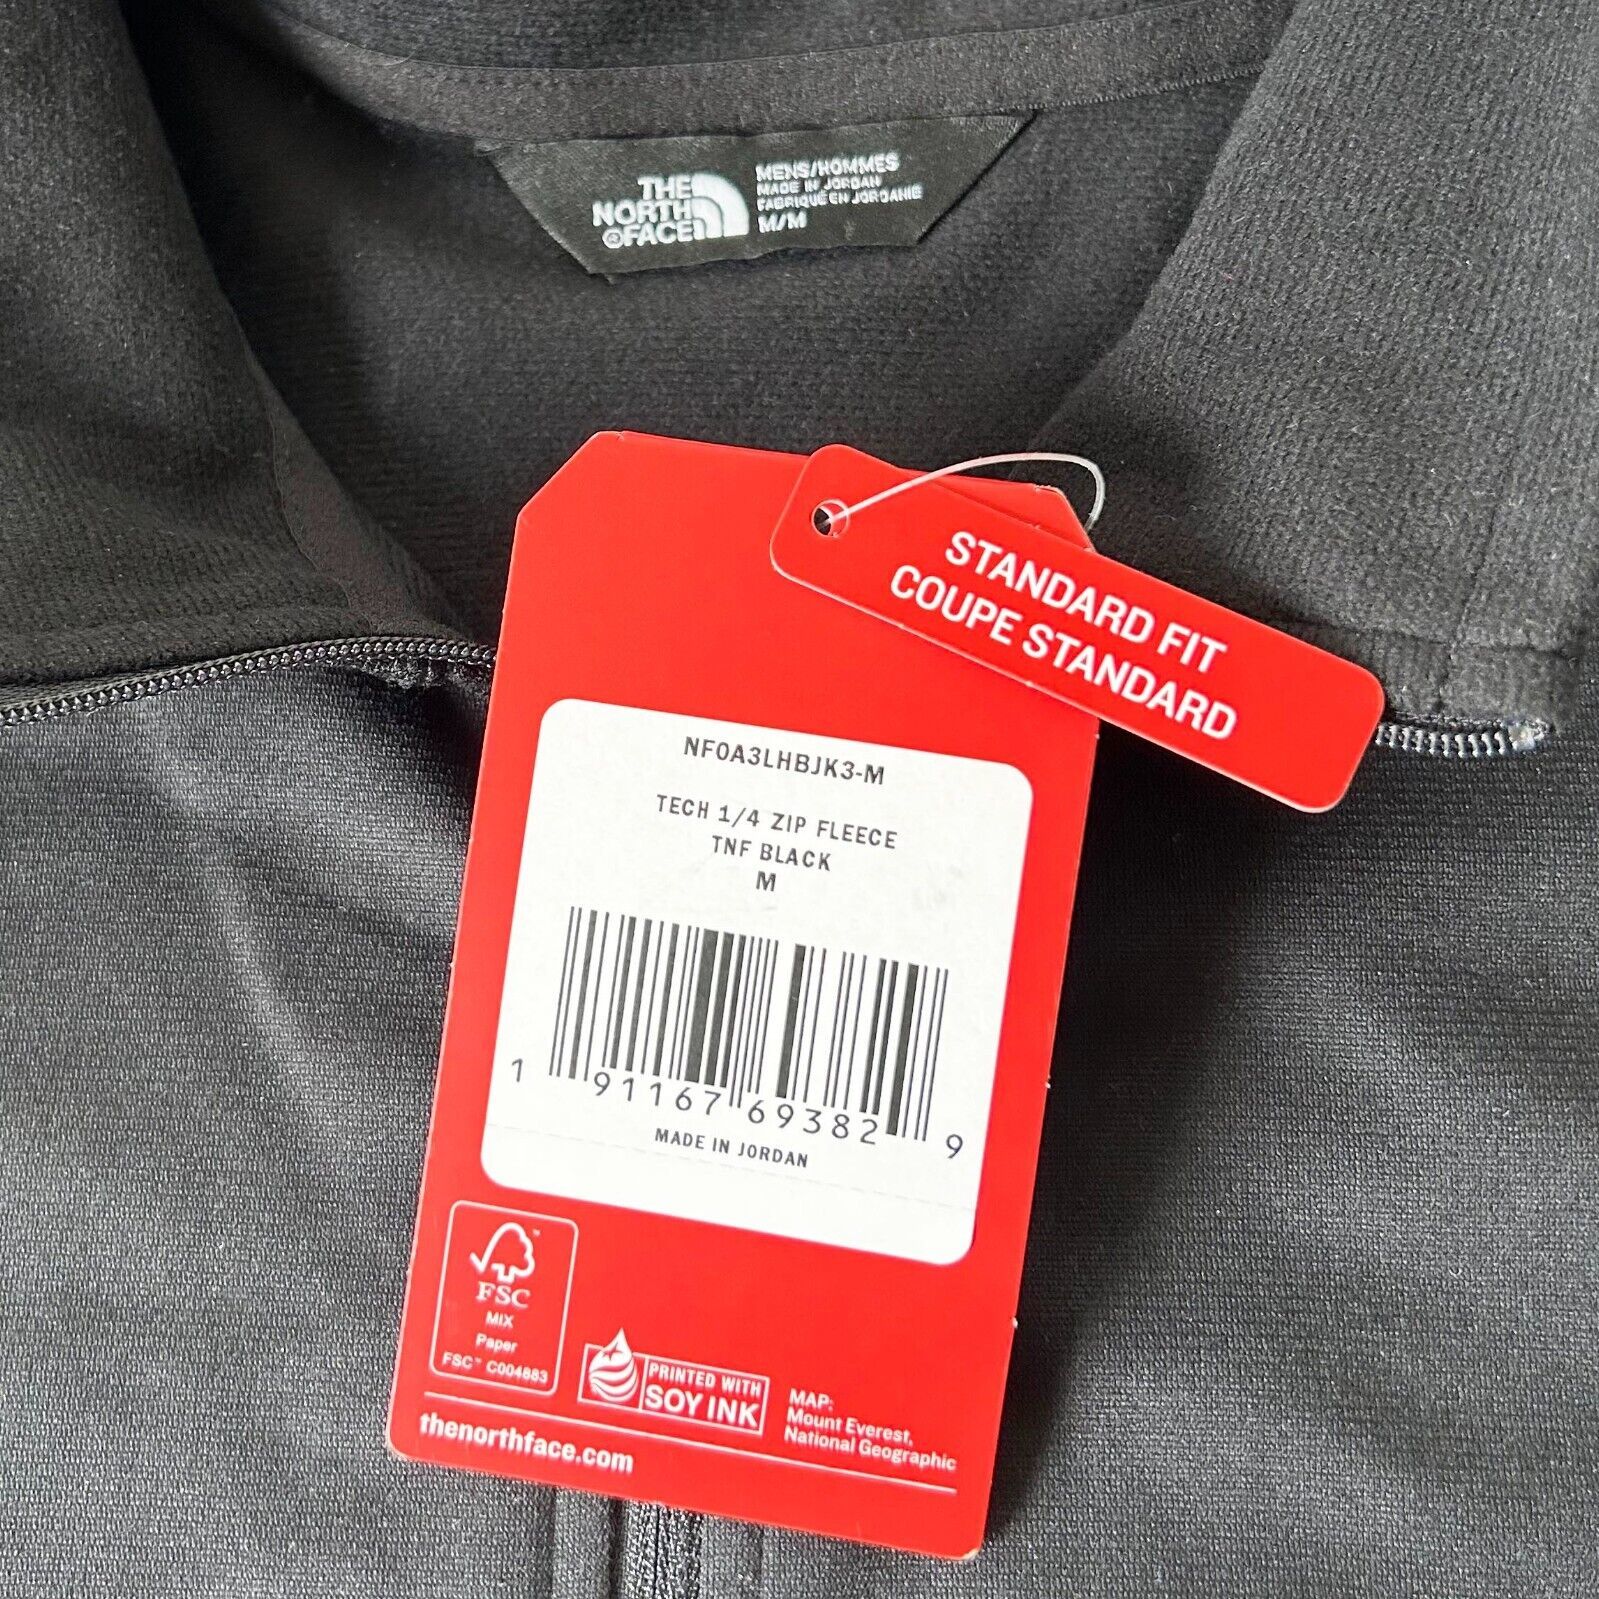 THE
NORTH
FACE
MENS/HOMMES
MADE IN JORDAN
FABRIQUÉ EN JORDANIE
M/M
STANDARD FIT
COUPE STANDARD
NF0A3LHBJK3-M
TECH 1/4 ZIP FLEECE
TNF BLACK
M
1 91167 69382 9
MADE IN JORDAN
FSC
MIX
Paper
FSC™ C004883
PRINTED WITH
SOY INK
MAP:
Mount Everest,
National Geographic
thenorthface.com